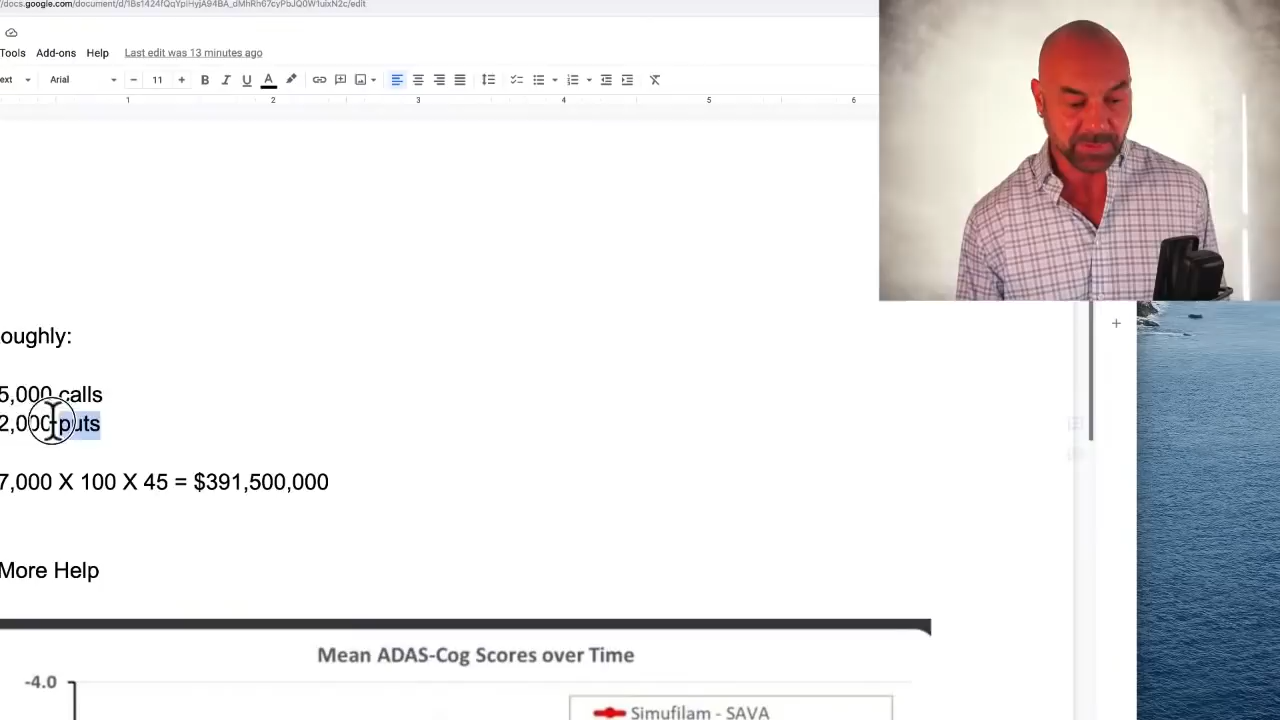 /docs.google.com/document/d/1Bs1424fQqYpIHyjA94BA_dMhRh67cyPbJQ0W1uixN2c/edit
Tools Add-ons Help Last edit was 13 minutes ago
ext Arial 11 B I U A
1 2 3 4 5 6
oughly:
5,000 calls
2,000 puts
7,000 X 100 X 45 = $391,500,000
More Help
Mean ADAS-Cog Scores over Time
-4.0
Simufilam - SAVA